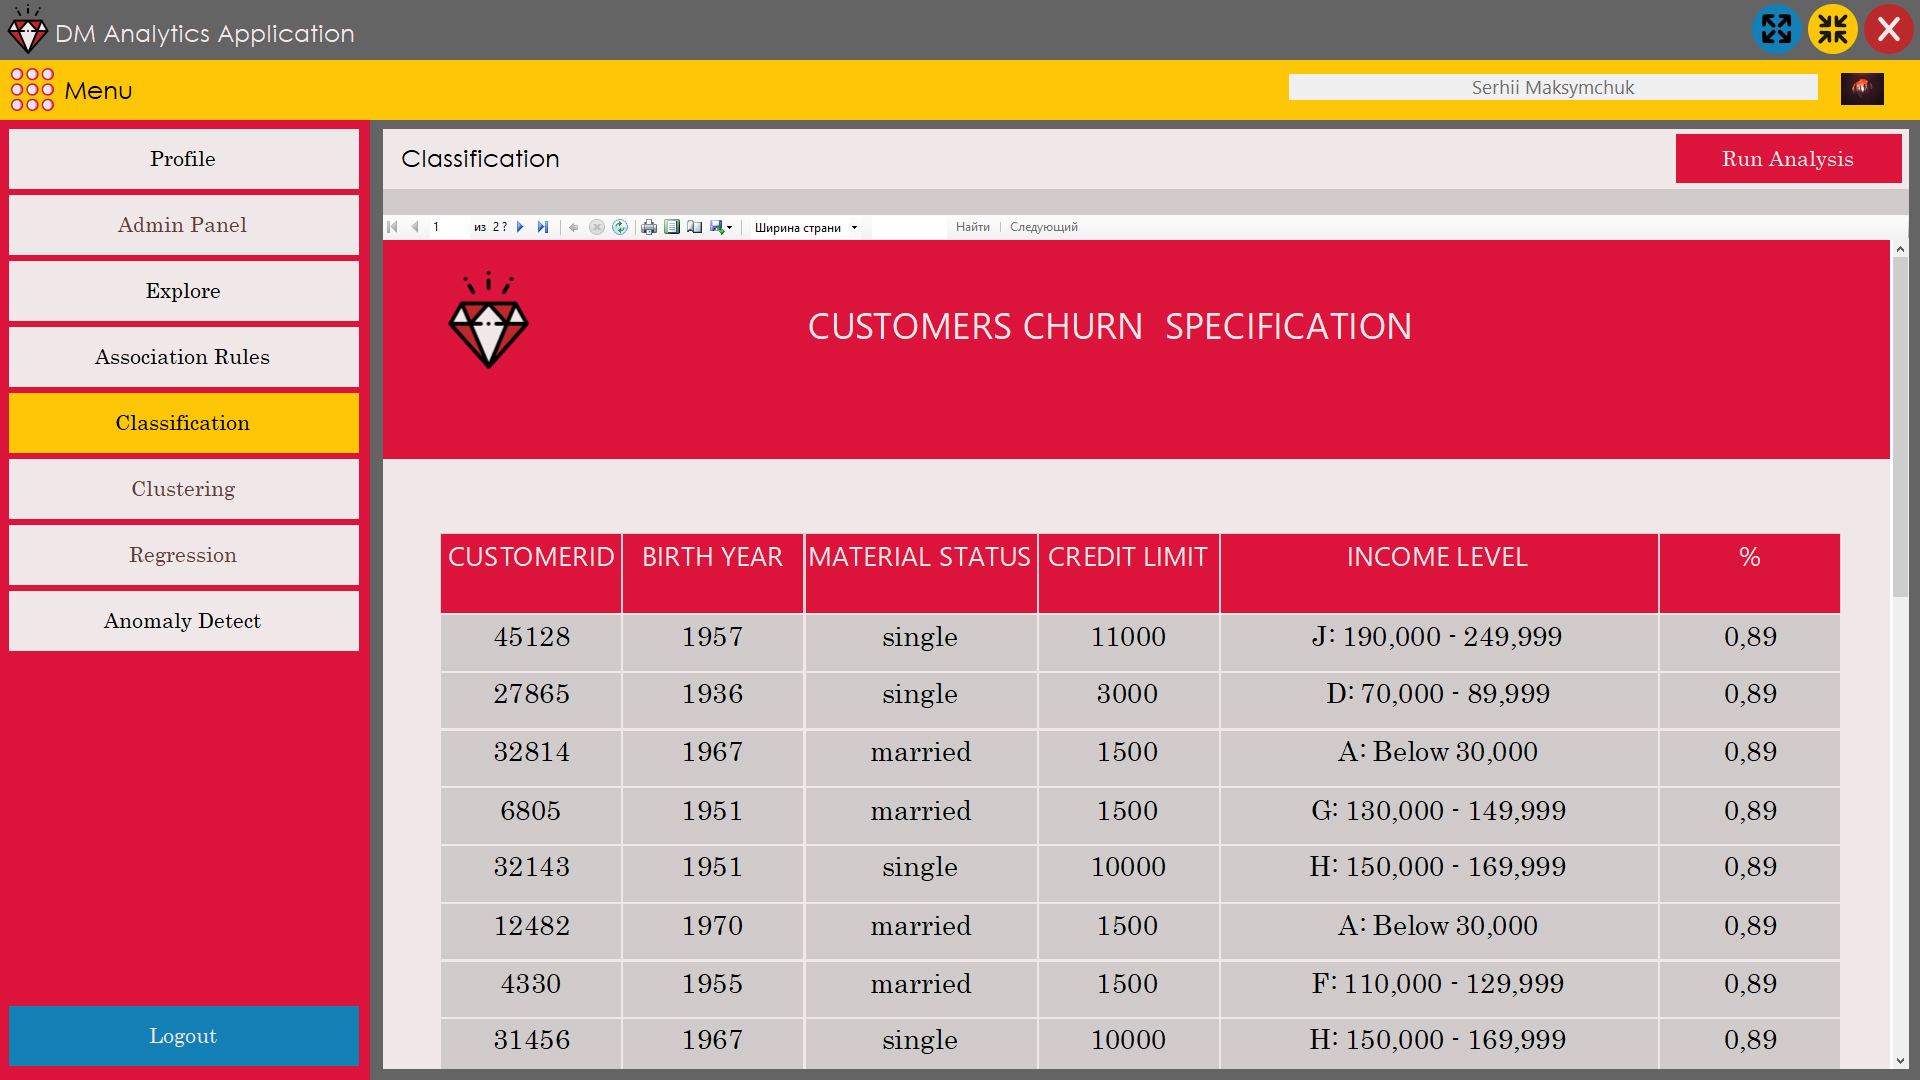 DM Analytics Application
Menu
Serhii Maksymchuk
Profile
Admin Panel
Explore
Association Rules
Classification
Clustering
Regression
Anomaly Detect
Logout
Classification
Run Analysis
1 из 2 ? Ширина страни Найти Следующий
CUSTOMERS CHURN SPECIFICATION
CUSTOMERID BIRTH YEAR MATERIAL STATUS CREDIT LIMIT INCOME LEVEL %
45128 1957 single 11000 J: 190,000 - 249,999 0,89
27865 1936 single 3000 D: 70,000 - 89,999 0,89
32814 1967 married 1500 A: Below 30,000 0,89
6805 1951 married 1500 G: 130,000 - 149,999 0,89
32143 1951 single 10000 H: 150,000 - 169,999 0,89
12482 1970 married 1500 A: Below 30,000 0,89
4330 1955 married 1500 F: 110,000 - 129,999 0,89
31456 1967 single 10000 H: 150,000 - 169,999 0,89